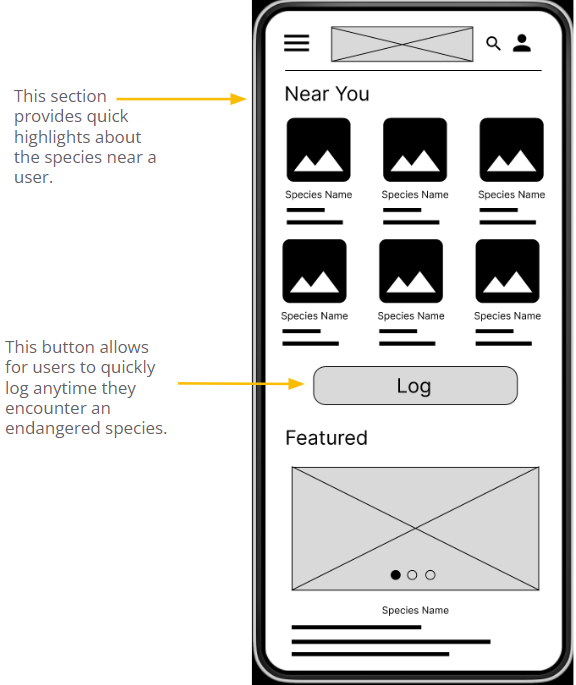 This section
provides quick
highlights about
the species near a
user.
Near You
Species Name Species Name Species Name
Species Name Species Name Species Name
This button allows
for users to quickly
log anytime they
encounter an
endangered species.
Log
Featured
Species Name